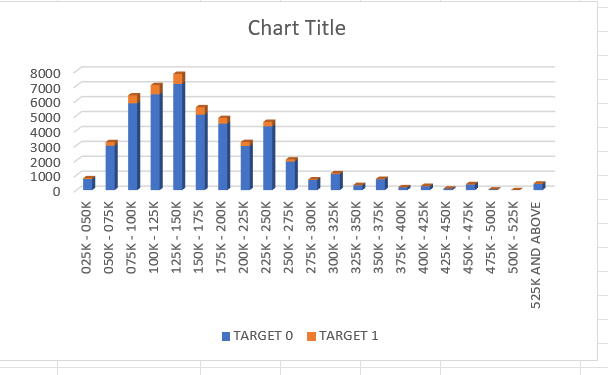 Chart Title
8000
7000
6000
5000
4000
3000
2000
1000
0
025K - 050K
050K - 075K
075K - 100K
100K - 125K
125K - 150K
150K - 175K
175K - 200K
200K - 225K
225K - 250K
250K - 275K
275K - 300K
300K - 325K
325K - 350K
350K - 375K
375K - 400K
400K - 425K
425K - 450K
450K - 475K
475K - 500K
500K - 525K
525K AND ABOVE
TARGET 0 TARGET 1